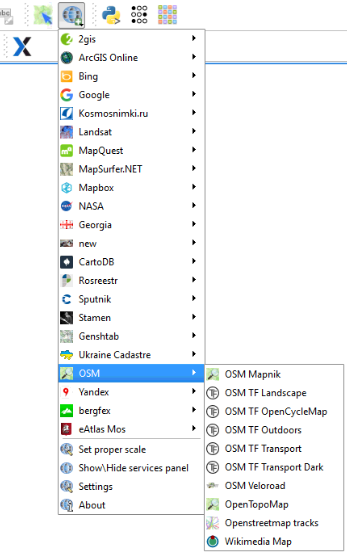 abc
2gis
ArcGIS Online
Bing
Google
Kosmosnimki.ru
Landsat
MapQuest
MapSurfer.NET
Mapbox
NASA
Georgia
new
CartoDB
Rosreestr
Sputnik
Stamen
Genshtab
Ukraine Cadastre
OSM
Yandex
bergfex
eAtlas Mos
Set proper scale
Show\Hide services panel
Settings
About
OSM Mapnik
OSM TF Landscape
OSM TF OpenCycleMap
OSM TF Outdoors
OSM TF Transport
OSM TF Transport Dark
OSM Veloroad
OpenTopoMap
Openstreetmap tracks
Wikimedia Map